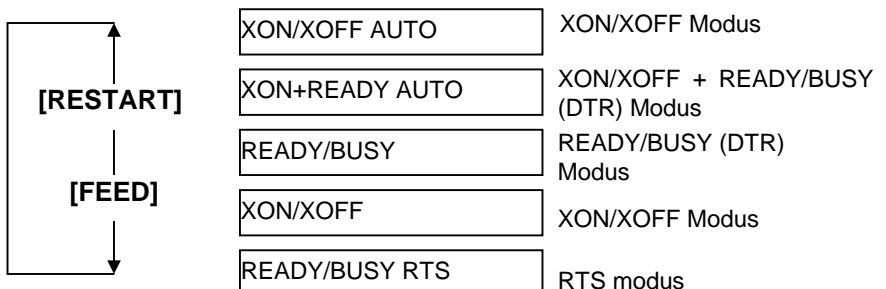 XON/XOFF AUTO
XON/XOFF Modus
[RESTART]
XON+READY AUTO
XON/XOFF + READY/BUSY
(DTR) Modus
READY/BUSY
READY/BUSY (DTR)
Modus
[FEED]
XON/XOFF
XON/XOFF Modus
READY/BUSY RTS
RTS modus